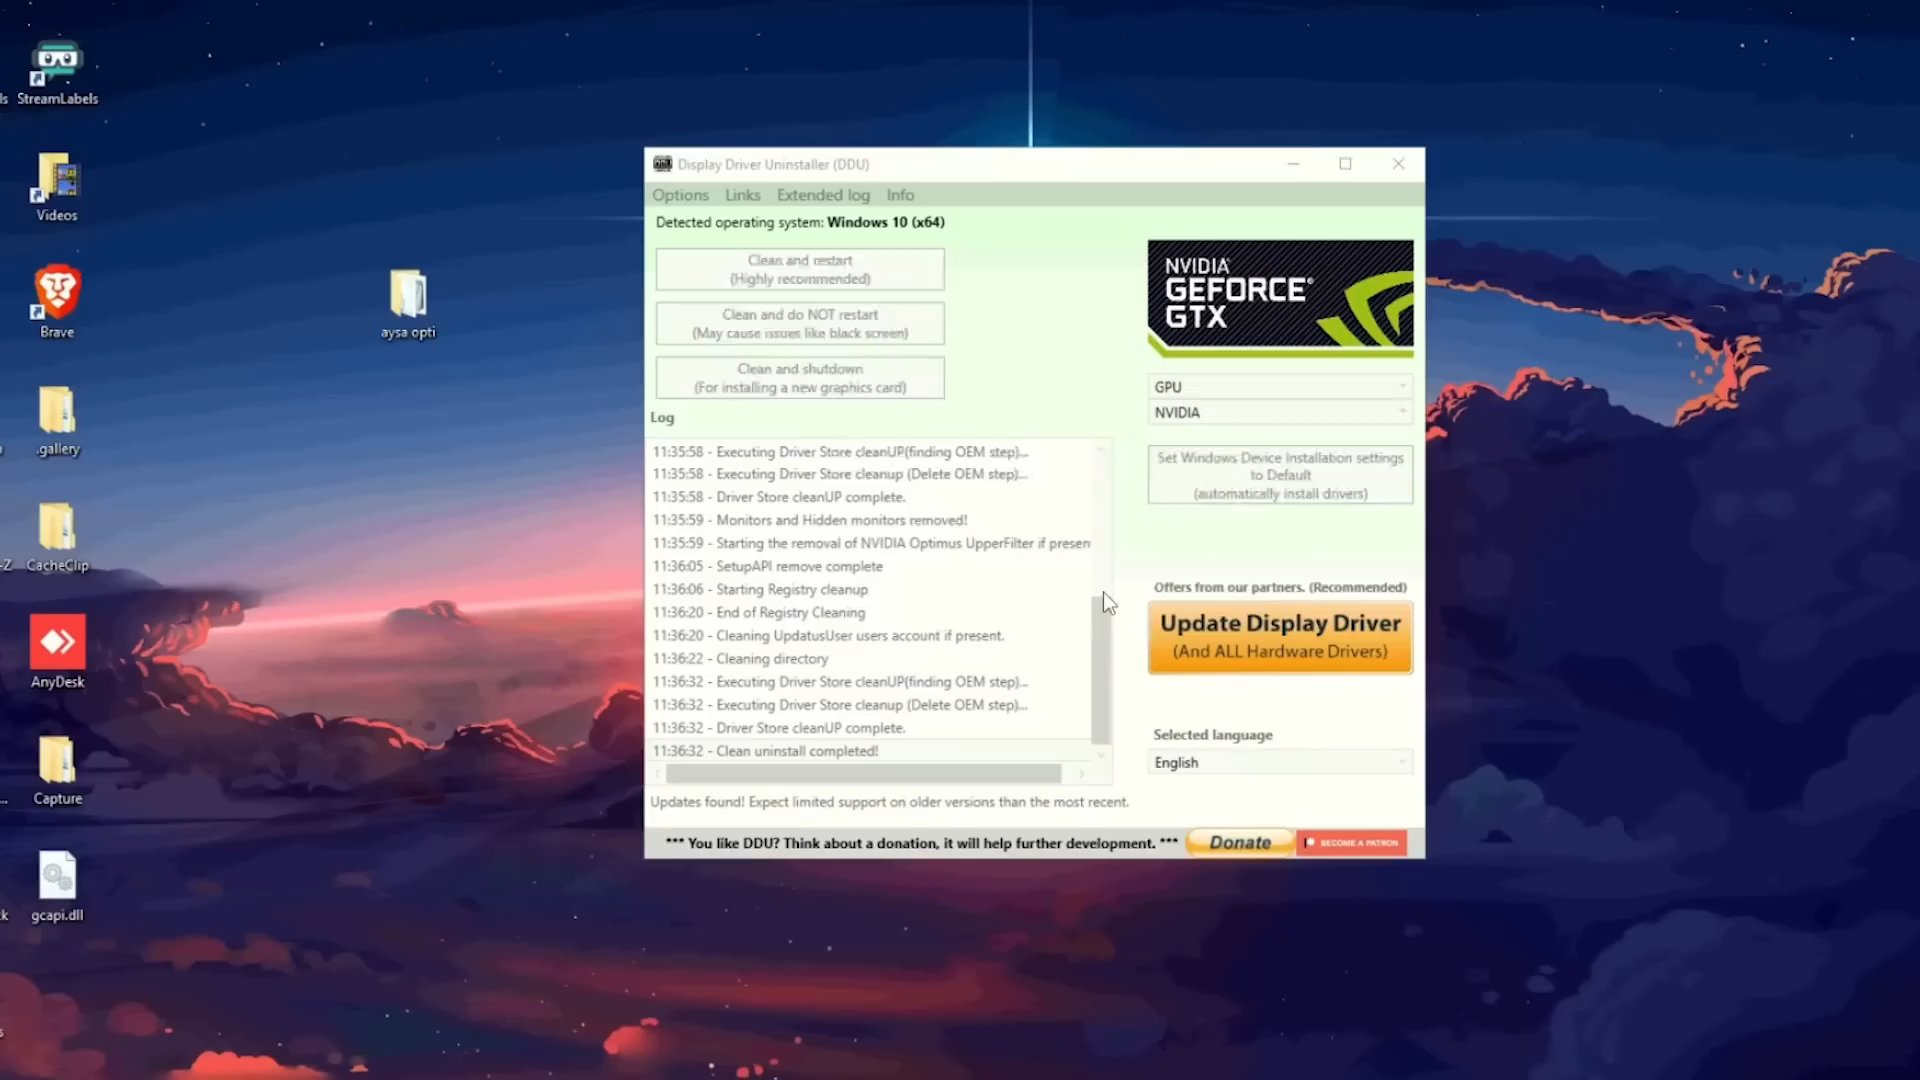 ls StreamLabels
Videos
Brave
aysa opti
.gallery
-Z CacheClip
AnyDesk
... Capture
k gcapi.dll
s
Display Driver Uninstaller (DDU)
Options Links Extended log Info
Detected operating system: Windows 10 (x64)
Clean and restart
(Highly recommended)
Clean and do NOT restart
(May cause issues like black screen)
Clean and shutdown
(For installing a new graphics card)
Log
11:35:58 - Executing Driver Store cleanUP(finding OEM step)...
11:35:58 - Executing Driver Store cleanup (Delete OEM step)...
11:35:58 - Driver Store cleanUP complete.
11:35:59 - Monitors and Hidden monitors removed!
11:35:59 - Starting the removal of NVIDIA Optimus UpperFilter if presen
11:36:05 - SetupAPI remove complete
11:36:06 - Starting Registry cleanup
11:36:20 - End of Registry Cleaning
11:36:20 - Cleaning UpdatusUser users account if present.
11:36:22 - Cleaning directory
11:36:32 - Executing Driver Store cleanUP(finding OEM step)...
11:36:32 - Executing Driver Store cleanup (Delete OEM step)...
11:36:32 - Driver Store cleanUP complete.
11:36:32 - Clean uninstall completed!
Updates found! Expect limited support on older versions than the most recent.
NVIDIA
GEFORCE®
GTX
GPU
NVIDIA
Set Windows Device Installation settings
to Default
(automatically install drivers)
Offers from our partners. (Recommended)
Update Display Driver
(And ALL Hardware Drivers)
Selected language
English
*** You like DDU? Think about a donation, it will help further development. ***
Donate
BECOME A PATRON